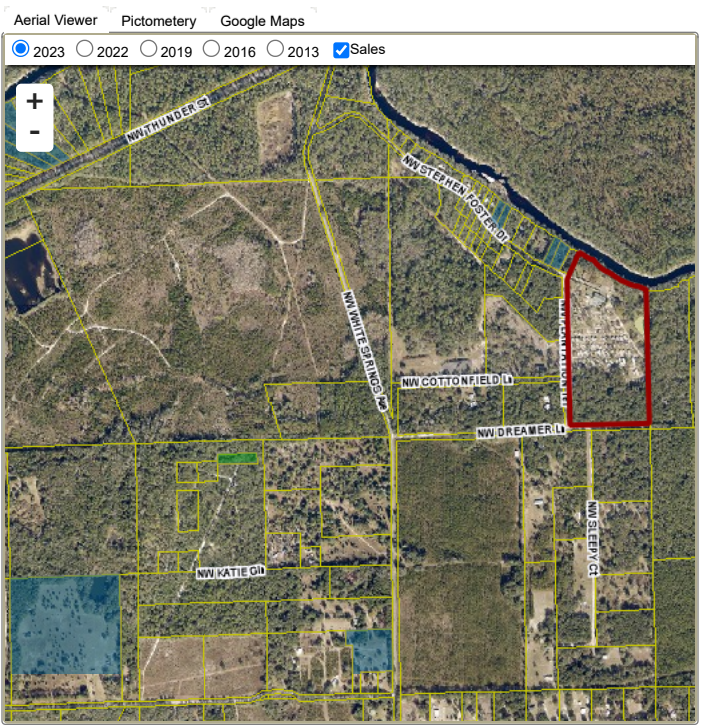 Aerial Viewer Pictometery Google Maps
2023 2022 2019 2016 2013 Sales
+
-
NW THUNDER St
NW STEPHEN FOSTER Dr
NW WHITE SPRINGS Ave
NW COTTONFIELD Ln
NW DREAMER Ln
NW SLEEPY Ct
NW KATIE Gln